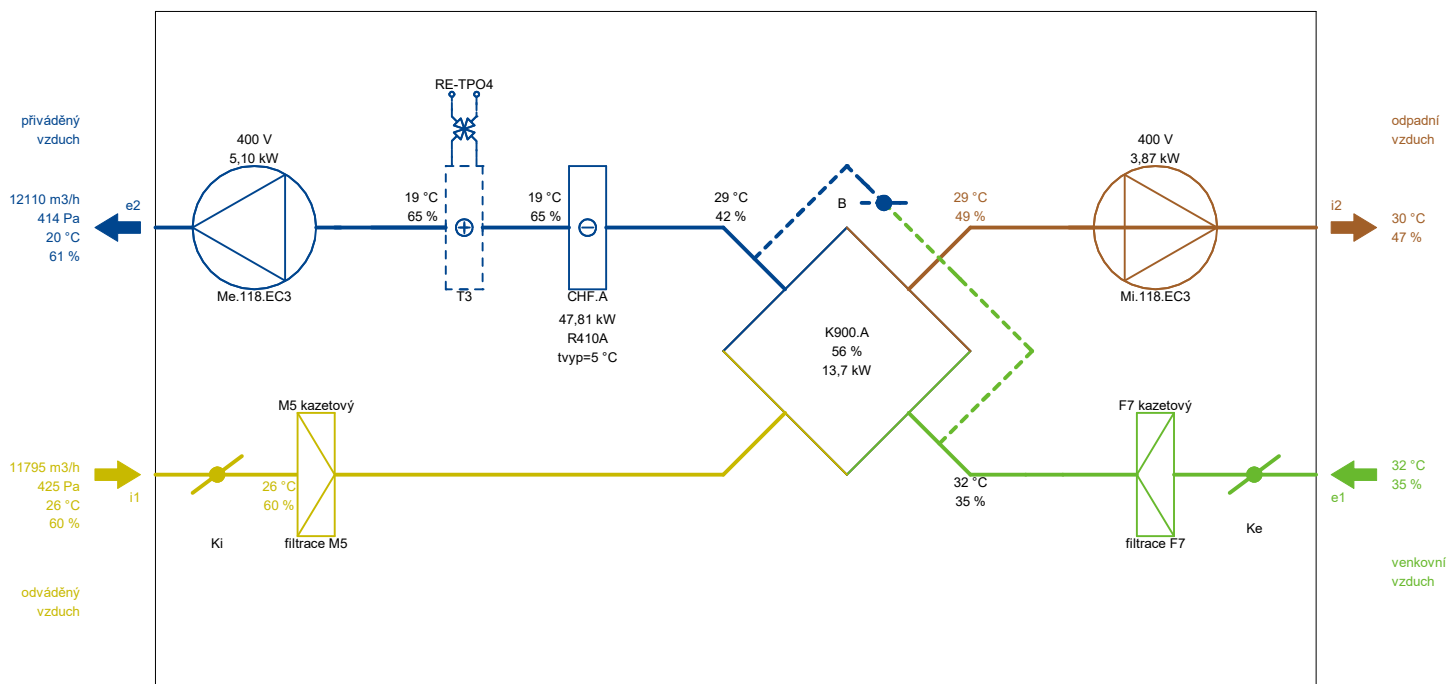 RE-TPO4
přiváděný
vzduch
400 V
5,10 kW
12110 m3/h
414 Pa
20 °C
61 %
e2
Me.118.EC3
19 °C
65 %
T3
19 °C
65 %
CHF.A
47,81 kW
R410A
tvyp=5 °C
29 °C
42 %
B
K900.A
56 %
13,7 kW
29 °C
49 %
400 V
3,87 kW
Mi.118.EC3
odpadní
vzduch
i2
30 °C
47 %
11795 m3/h
425 Pa
26 °C
60 %
i1
Ki
M5 kazetový
26 °C
60 %
filtrace M5
odváděný
vzduch
32 °C
35 %
F7 kazetový
filtrace F7
Ke
e1
32 °C
35 %
venkovní
vzduch